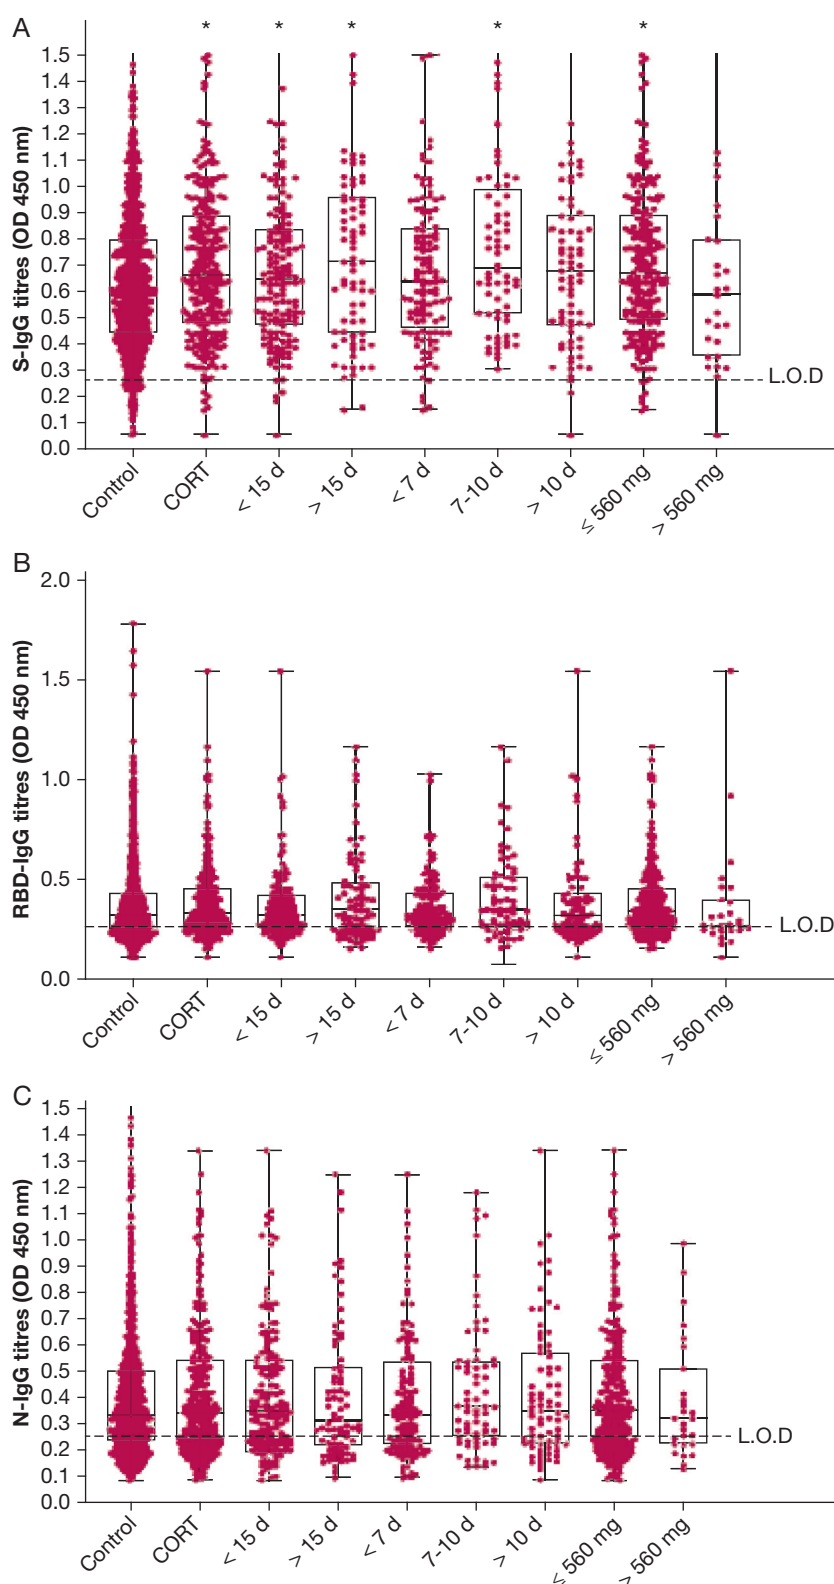 A
* * * * *
S-IgG titres (OD 450 nm)
1.5
1.4
1.3
1.2
1.1
1.0
0.9
0.8
0.7
0.6
0.5
0.4
0.3
0.2
0.1
0.0
L.O.D
Control
CORT
< 15 d
> 15 d
< 7 d
7-10 d
> 10 d
≤ 560 mg
> 560 mg
B
RBD-IgG titres (OD 450 nm)
2.0
1.5
1.0
0.5
0.0
L.O.D
Control
CORT
< 15 d
> 15 d
< 7 d
7-10 d
> 10 d
≤ 560 mg
> 560 mg
C
N-IgG titres (OD 450 nm)
1.5
1.4
1.3
1.2
1.1
1.0
0.9
0.8
0.7
0.6
0.5
0.4
0.3
0.2
0.1
0.0
L.O.D
Control
CORT
< 15 d
> 15 d
< 7 d
7-10 d
> 10 d
≤ 560 mg
> 560 mg